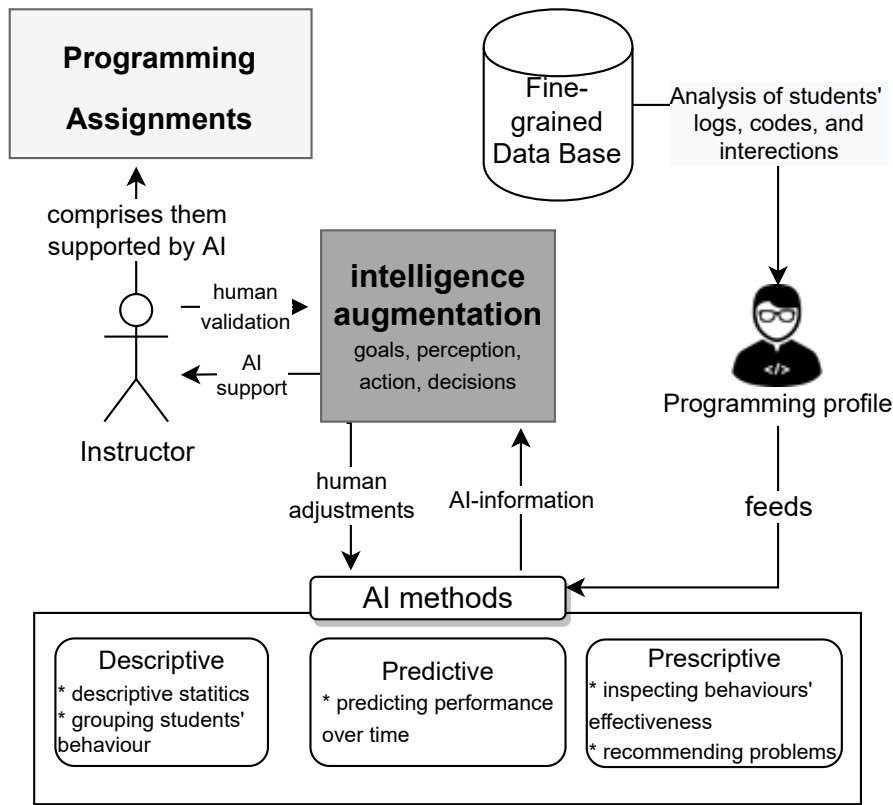 Programming
Assignments
Fine-
grained
Data Base
Analysis of students'
logs, codes, and
interections
comprises them
supported by AI
intelligence
augmentation
goals, perception,
action, decisions
human
validation
AI
support
Instructor
</>
Programming profile
human
adjustments
AI-information
feeds
AI methods
Descriptive
* descriptive statitics
* grouping students'
behaviour
Predictive
* predicting performance
over time
Prescriptive
* inspecting behaviours'
effectiveness
* recommending problems